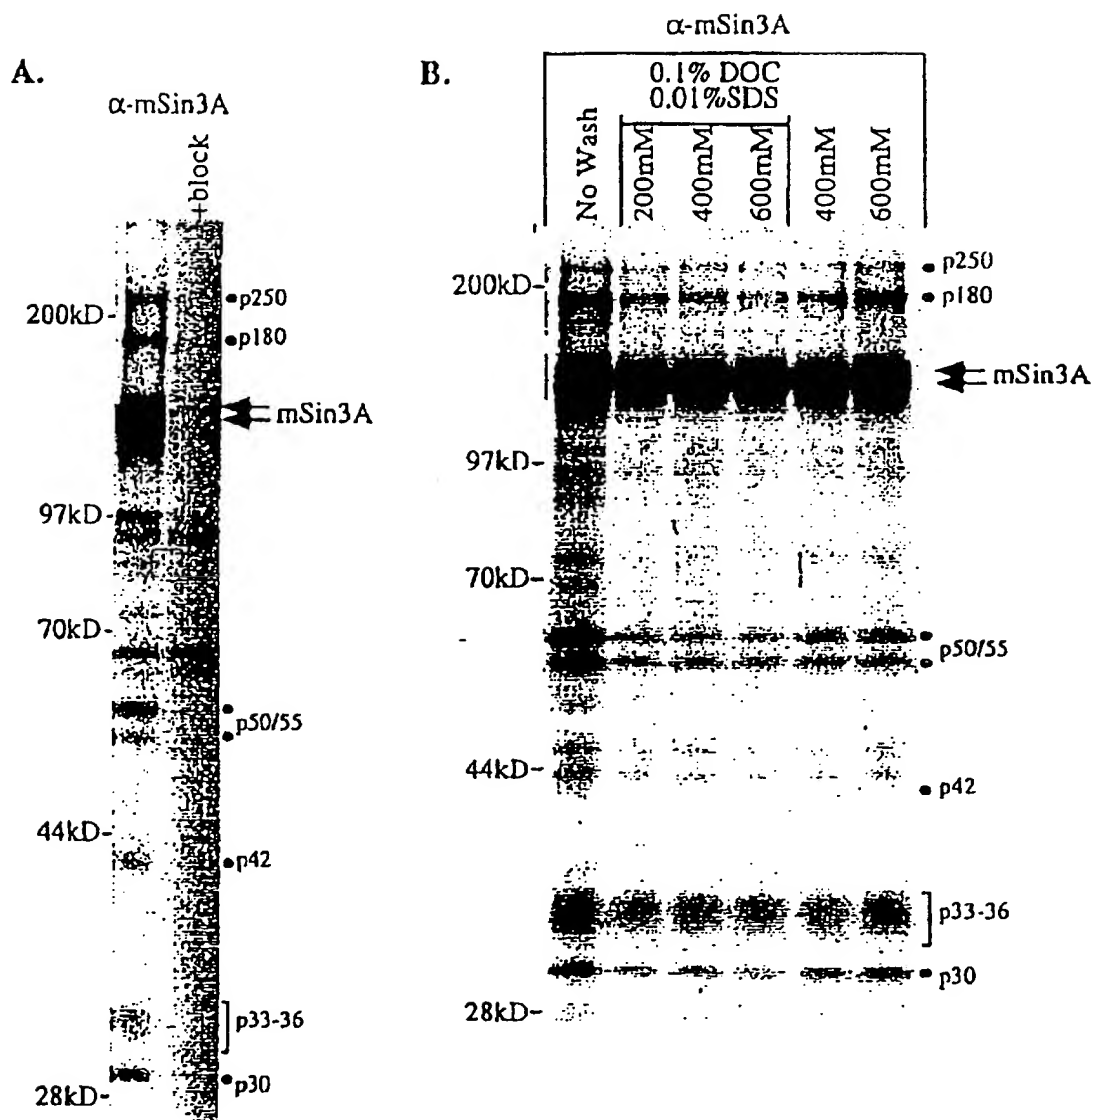 A.
α-mSin3A
+block
200kD-
97kD-
70kD-
44kD-
28kD-
p250
p180
mSin3A
p50/55
p42
p33-36
p30
B.
α-mSin3A
0.1% DOC
0.01%SDS
No Wash
200mM
400mM
600mM
400mM
600mM
200kD-
97kD-
70kD-
44kD-
28kD-
p250
p180
mSin3A
p50/55
p42
p33-36
p30